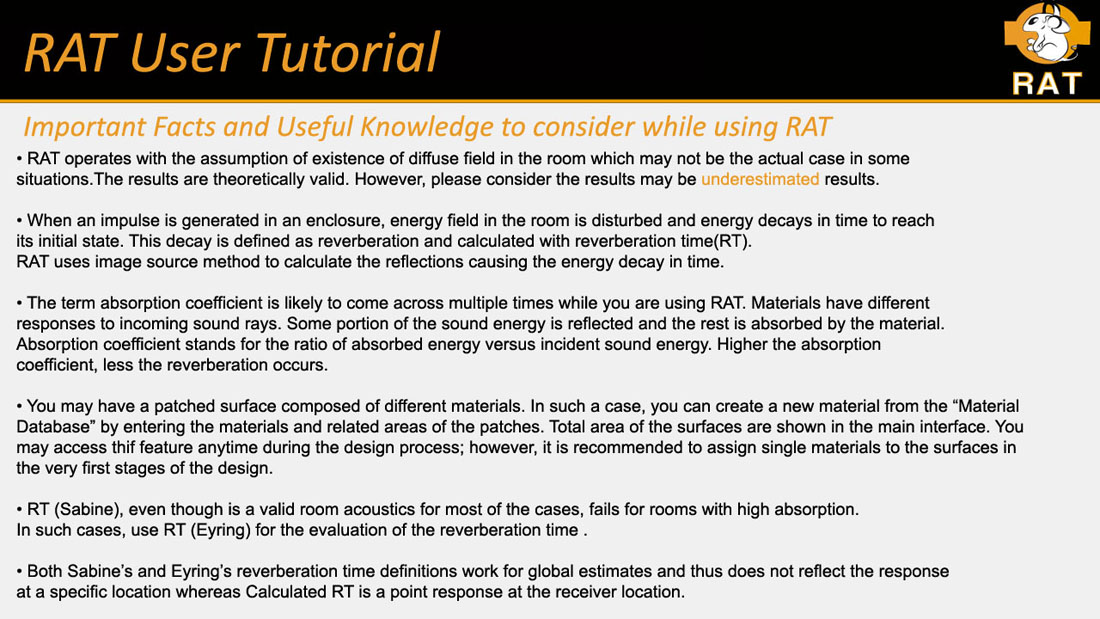 RAT User Tutorial
RAT
Important Facts and Useful Knowledge to consider while using RAT
• RAT operates with the assumption of existence of diffuse field in the room which may not be the actual case in some
situations.The results are theoretically valid. However, please consider the results may be underestimated results.
• When an impulse is generated in an enclosure, energy field in the room is disturbed and energy decays in time to reach
its initial state. This decay is defined as reverberation and calculated with reverberation time(RT).
RAT uses image source method to calculate the reflections causing the energy decay in time.
• The term absorption coefficient is likely to come across multiple times while you are using RAT. Materials have different
responses to incoming sound rays. Some portion of the sound energy is reflected and the rest is absorbed by the material.
Absorption coefficient stands for the ratio of absorbed energy versus incident sound energy. Higher the absorption
coefficient, less the reverberation occurs.
• You may have a patched surface composed of different materials. In such a case, you can create a new material from the “Material
Database” by entering the materials and related areas of the patches. Total area of the surfaces are shown in the main interface. You
may access thif feature anytime during the design process; however, it is recommended to assign single materials to the surfaces in
the very first stages of the design.
• RT (Sabine), even though is a valid room acoustics for most of the cases, fails for rooms with high absorption.
In such cases, use RT (Eyring) for the evaluation of the reverberation time .
• Both Sabine’s and Eyring’s reverberation time definitions work for global estimates and thus does not reflect the response
at a specific location whereas Calculated RT is a point response at the receiver location.